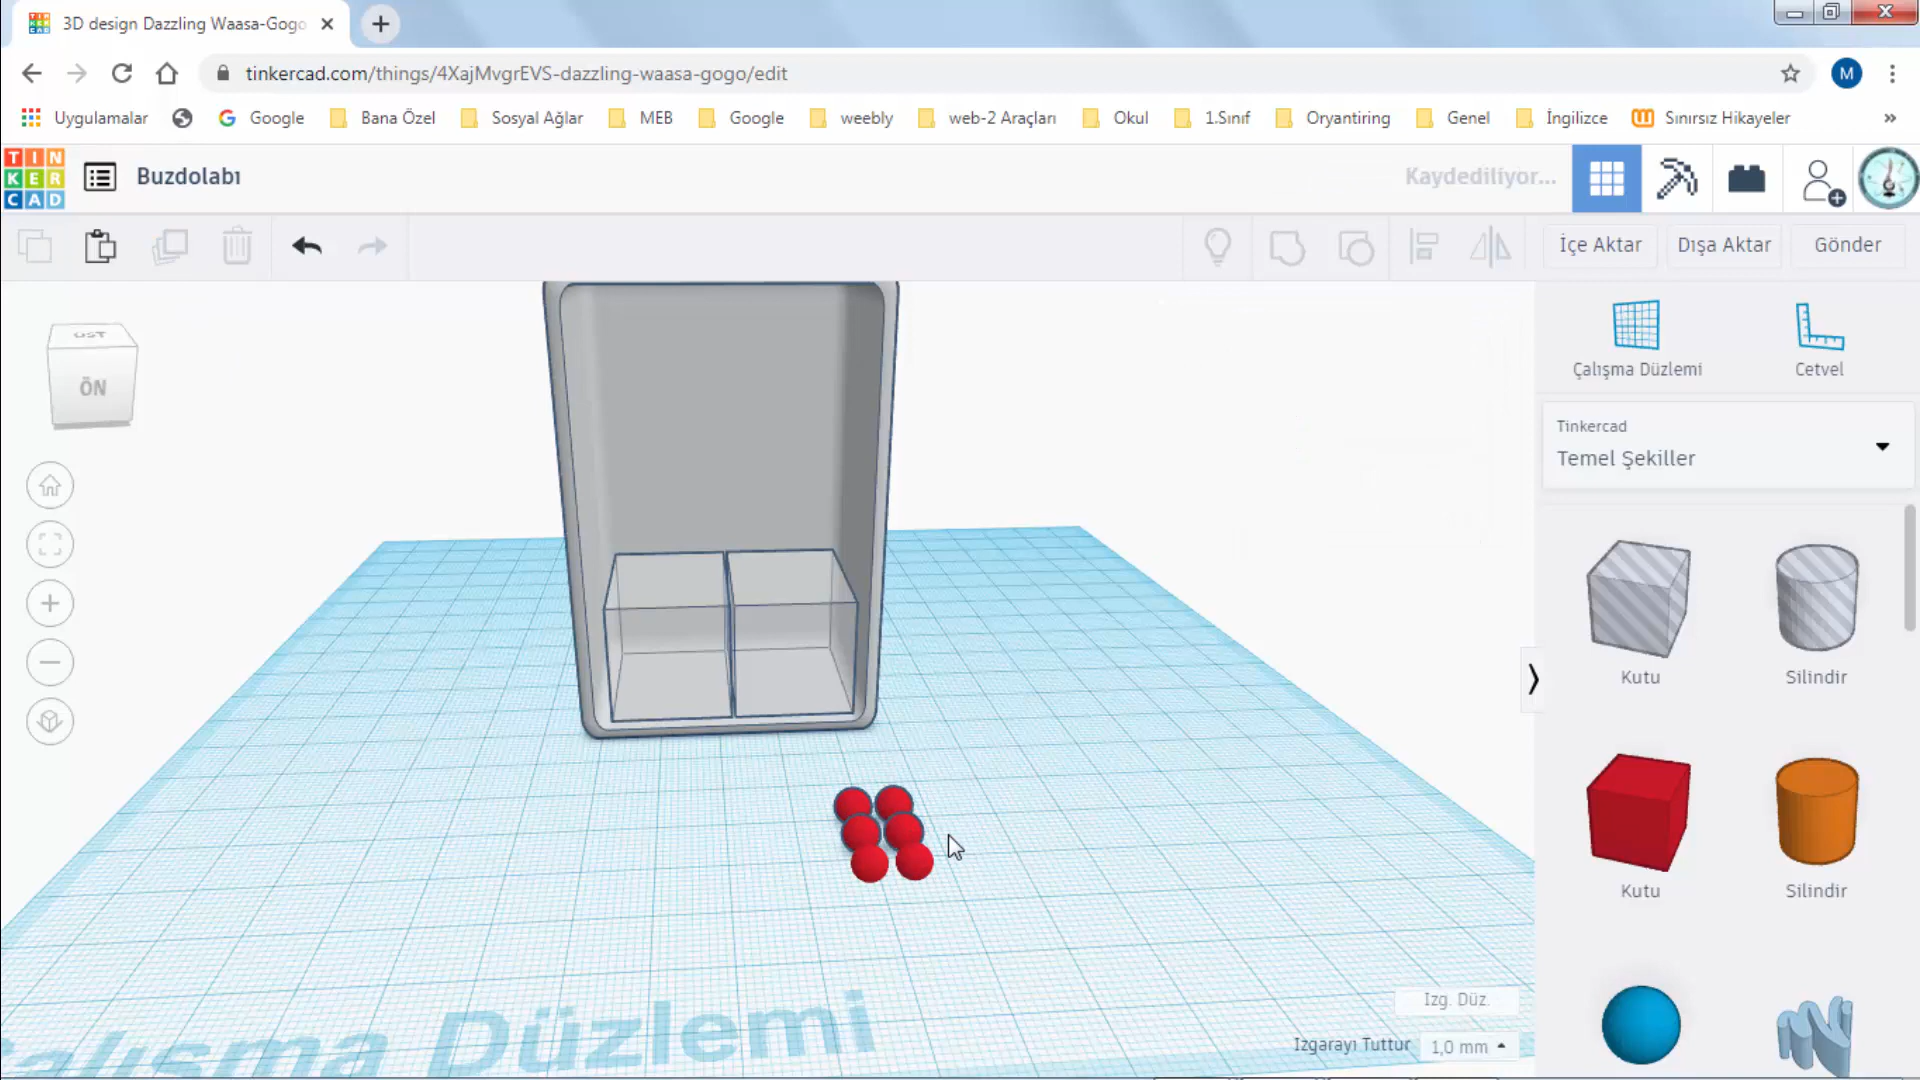 3D design Dazzling Waasa-Gogo
tinkercad.com/things/4XajMvgrEVS-dazzling-waasa-gogo/edit
M
Uygulamalar
Google
Bana Özel
Sosyal Ağlar
MEB
Google
weebly
web-2 Araçları
Okul
1.Sınıf
Oryantiring
Genel
İngilizce
Sınırsız Hikayeler
»
TINKERCAD
Buzdolabı
Kaydediliyor...
İçe Aktar
Dışa Aktar
Gönder
ÜST
ÖN
Çalışma Düzlemi
Cetvel
Tinkercad
Temel Şekiller
Kutu
Silindir
Kutu
Silindir
alışma Düzlemi
Izg. Düz.
Izgarayı Tuttur
1,0 mm